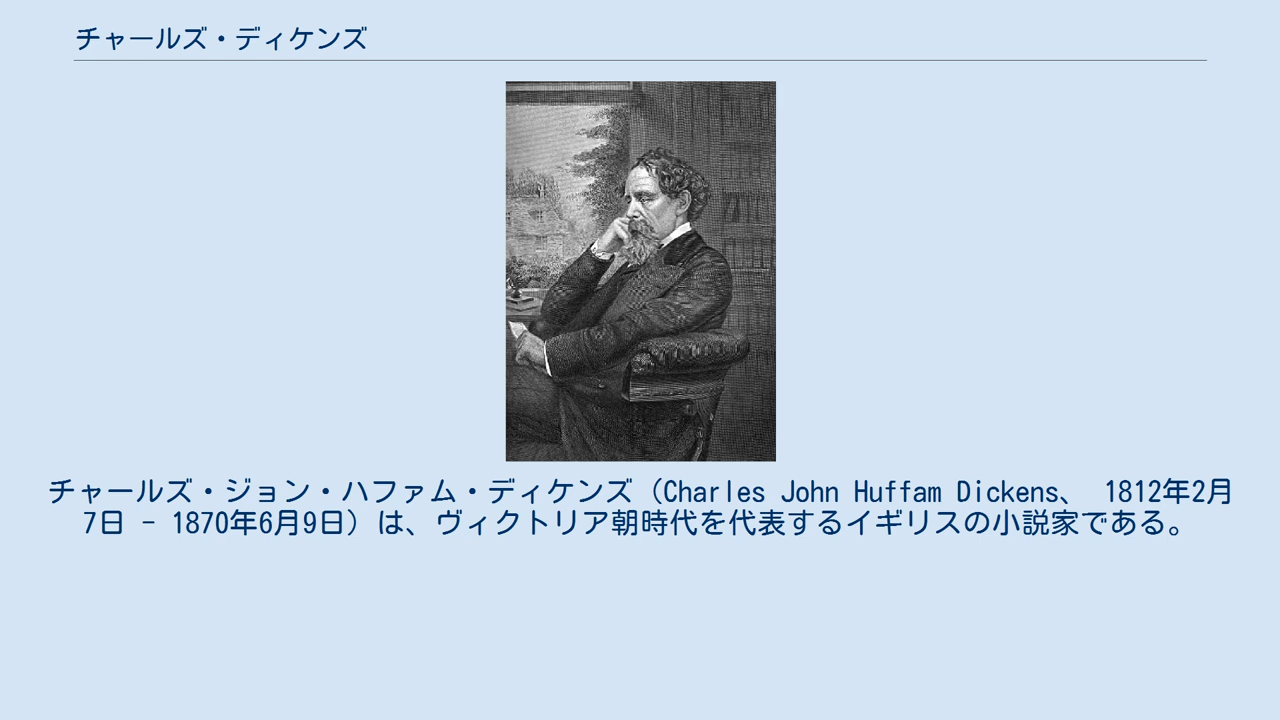 チャールズ・ディケンズ
チャールズ・ジョン・ハファム・ディケンズ（Charles John Huffam Dickens、 1812年2月
7日 - 1870年6月9日）は、ヴィクトリア朝時代を代表するイギリスの小説家である。